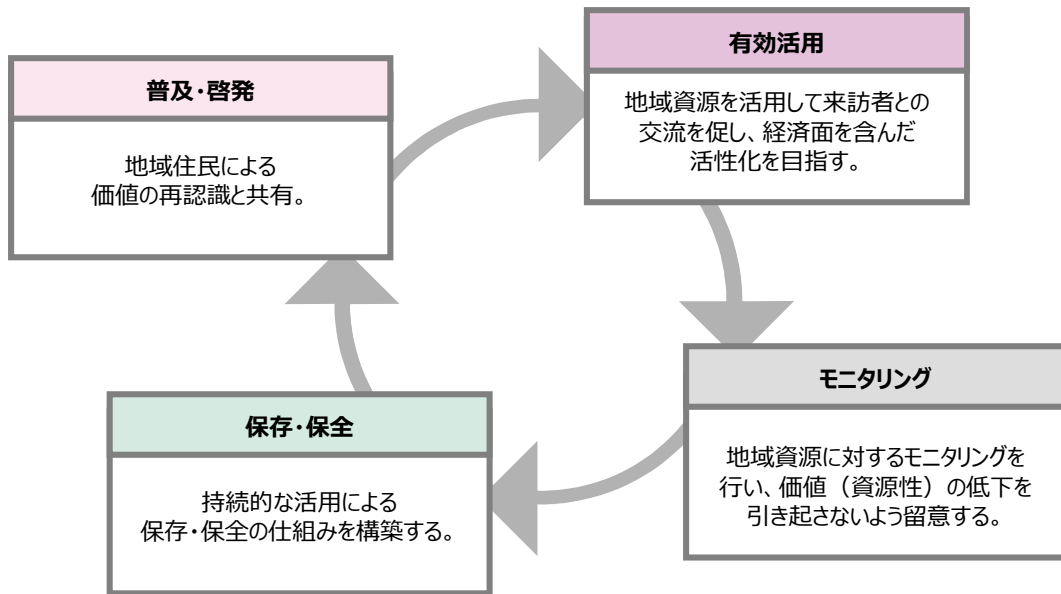 普及・啓発
地域住民による
価値の再認識と共有。
有効活用
地域資源を活用して来訪者との
交流を促し、経済面を含んだ
活性化を目指す。
モニタリング
地域資源に対するモニタリングを
行い、価値（資源性）の低下を
引き起さないよう留意する。
保存・保全
持続的な活用による
保存・保全の仕組みを構築する。